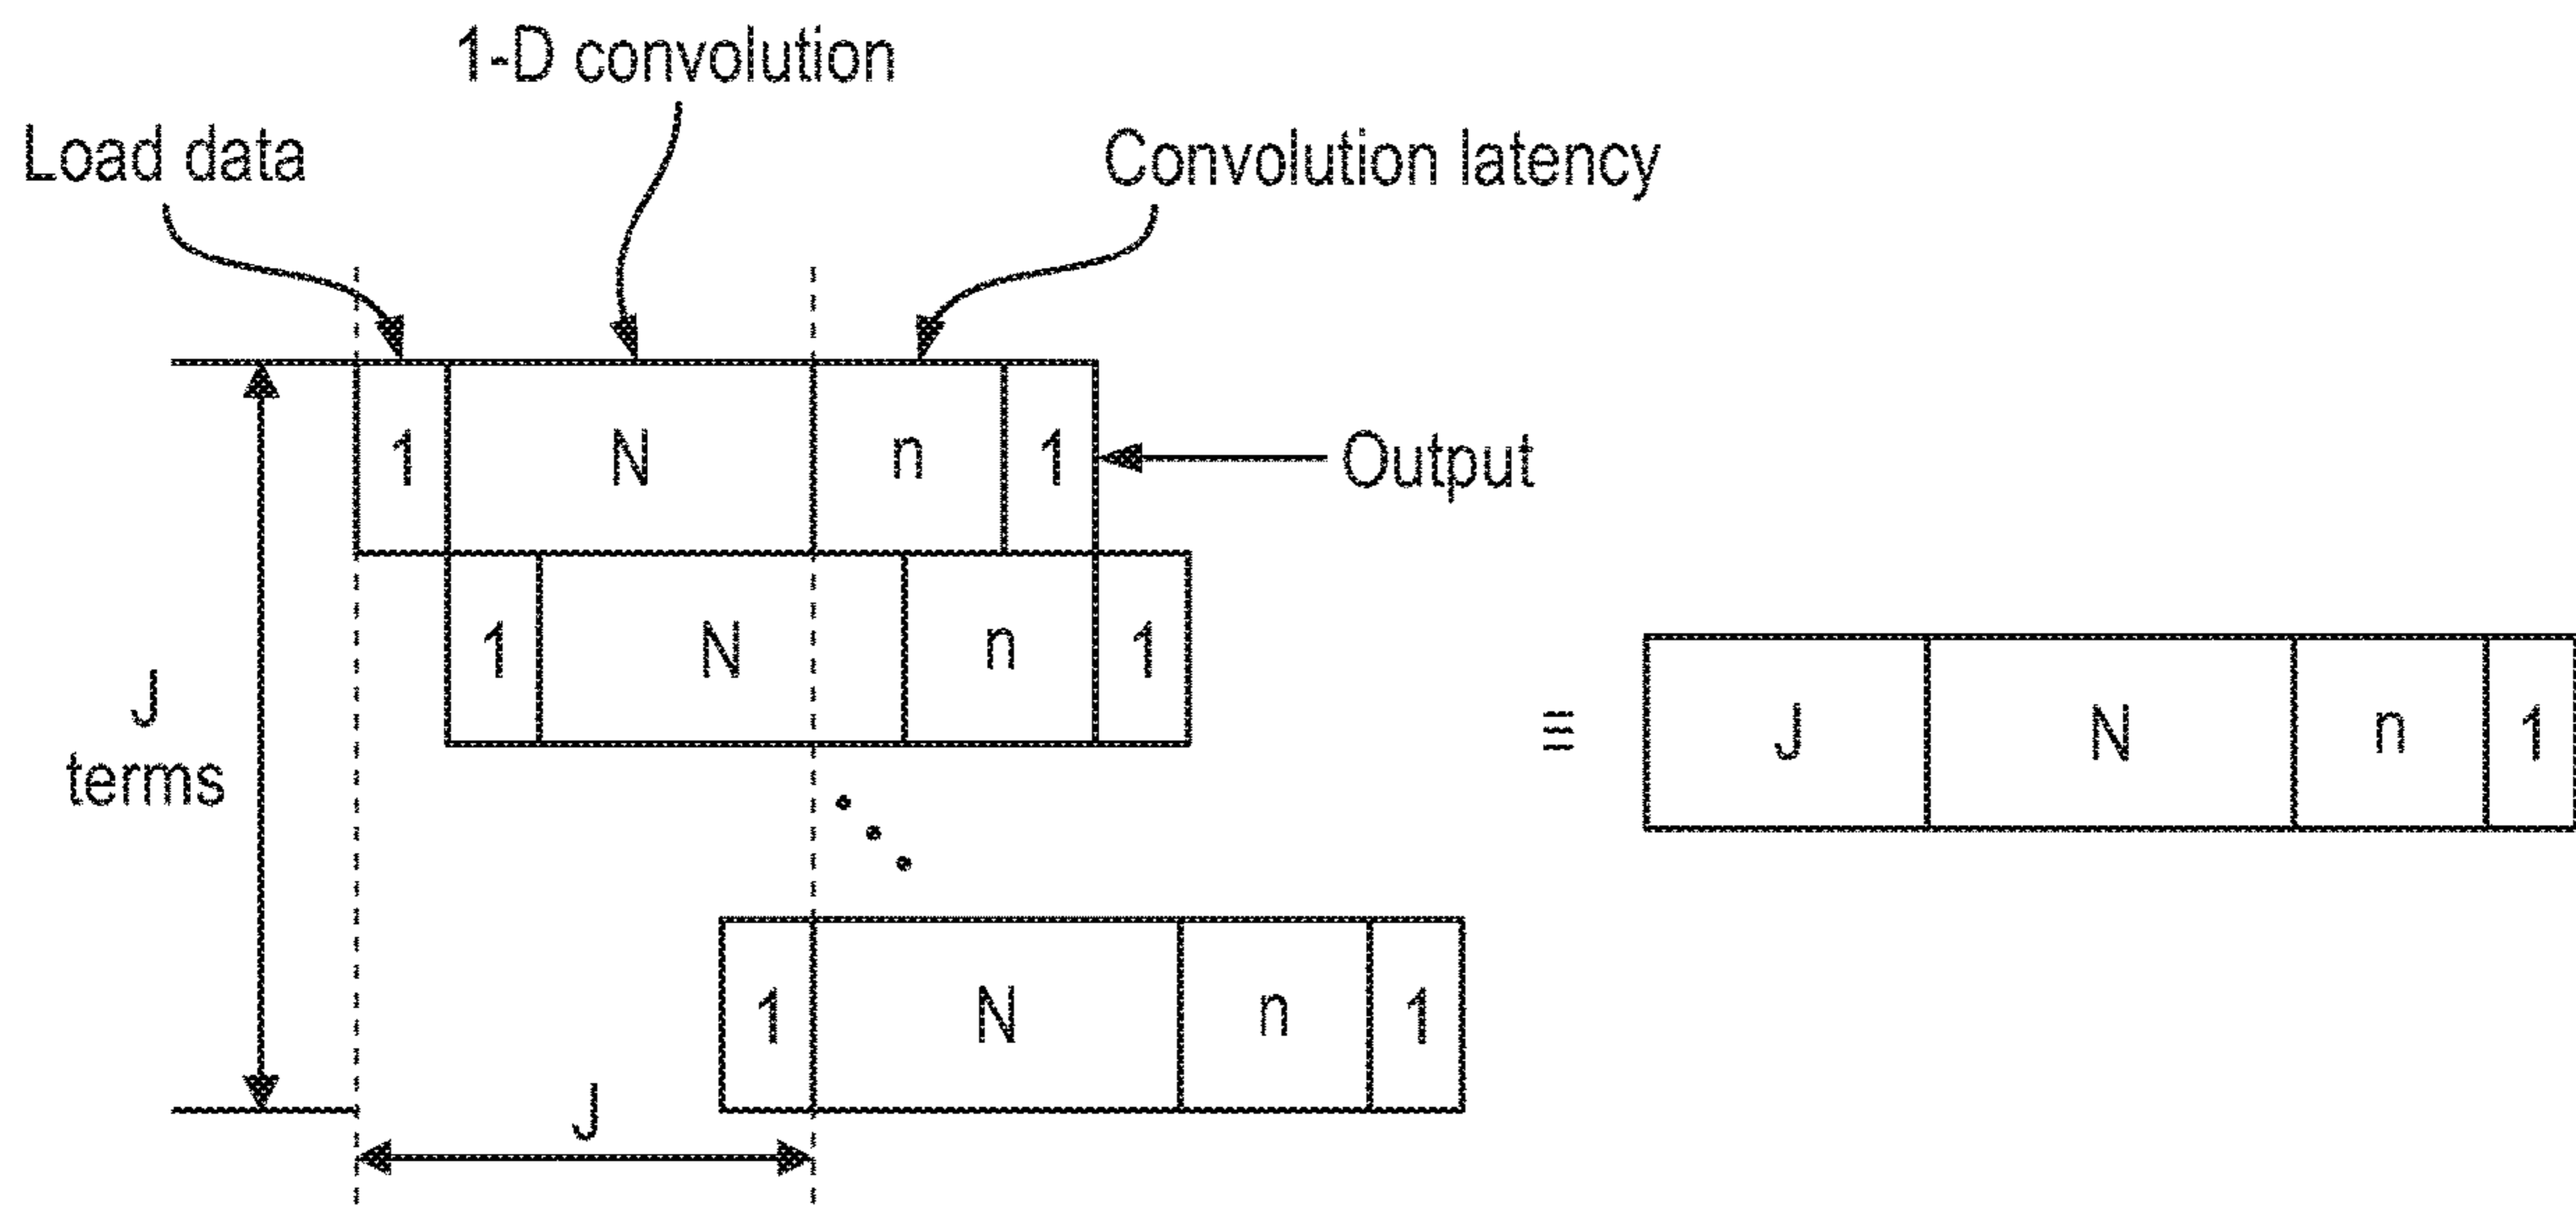 1-D convolution
Load data
Convolution latency
1 N n 1
Output
1 N n 1
J
terms
≡
J N n 1
1 N n 1
J